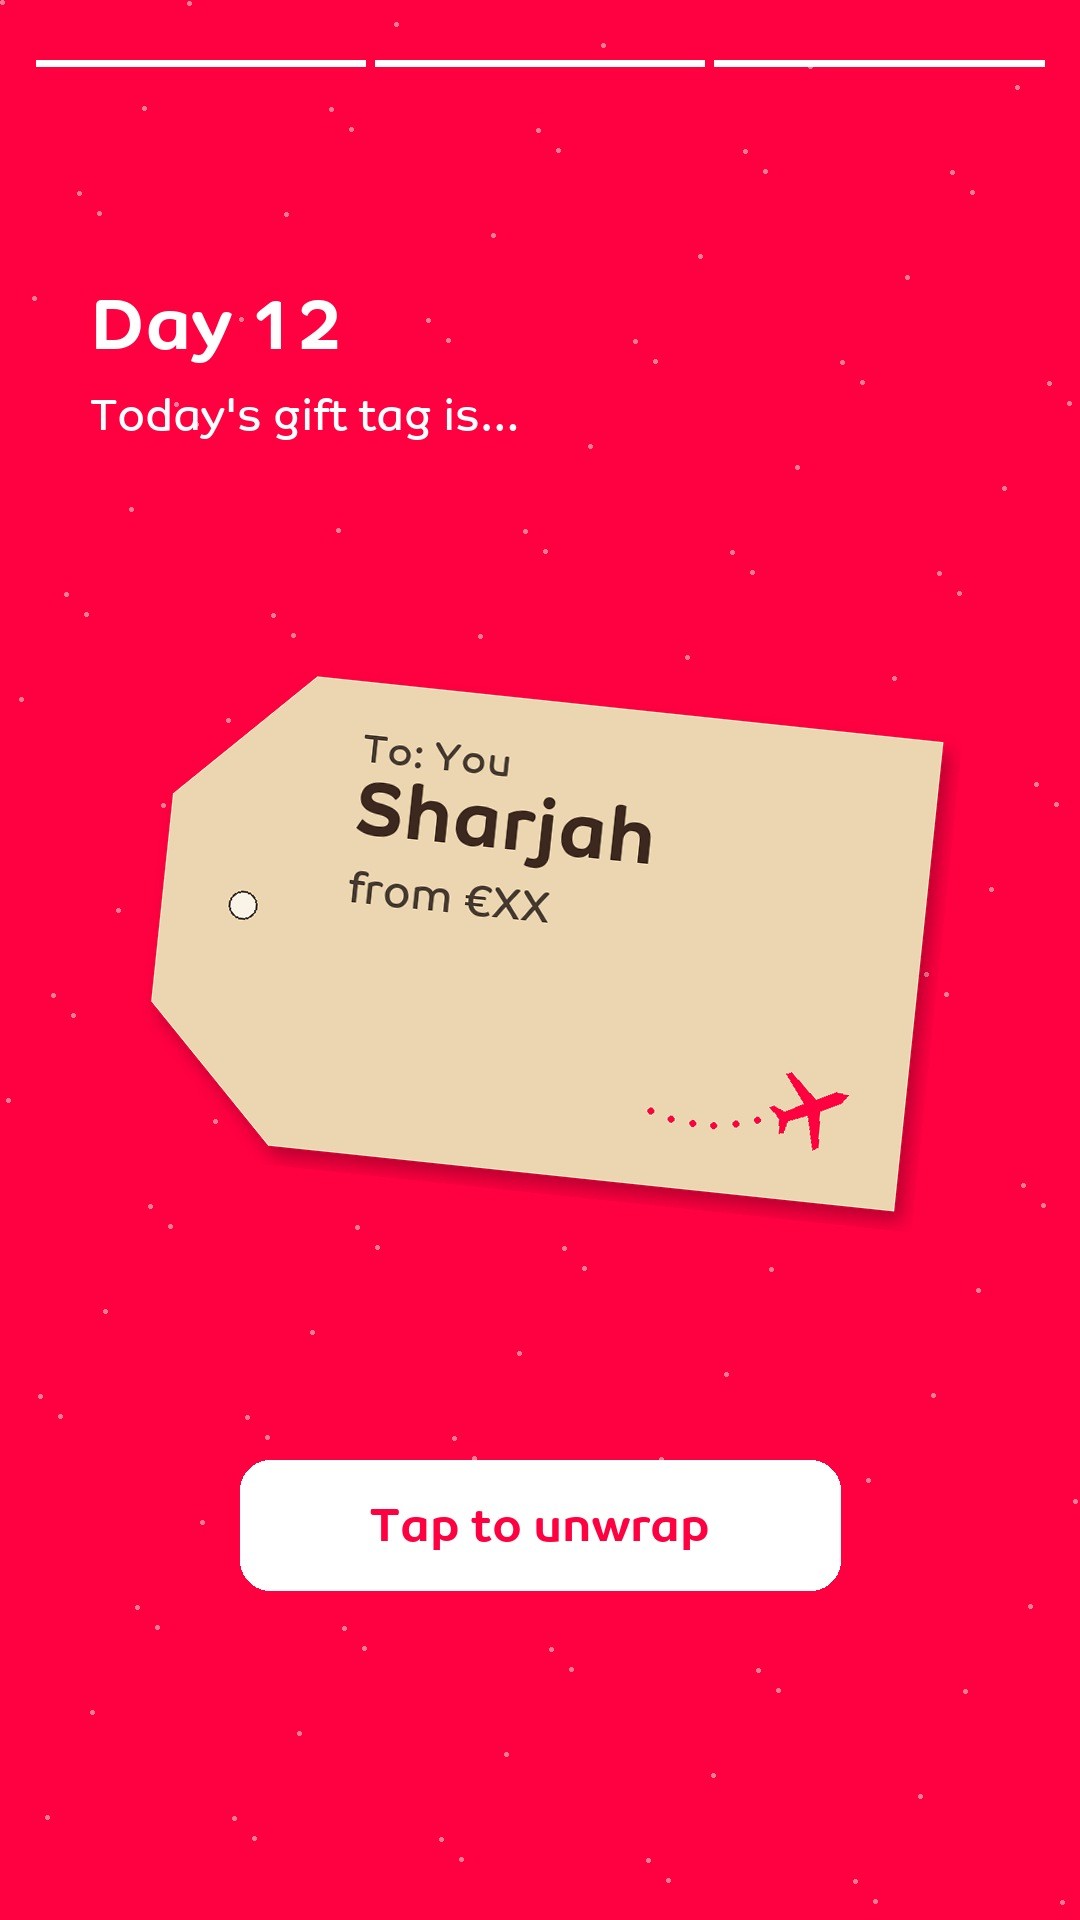 Day 12
Today's gift tag is...
To: You
Sharjah
from €XX
Tap to unwrap